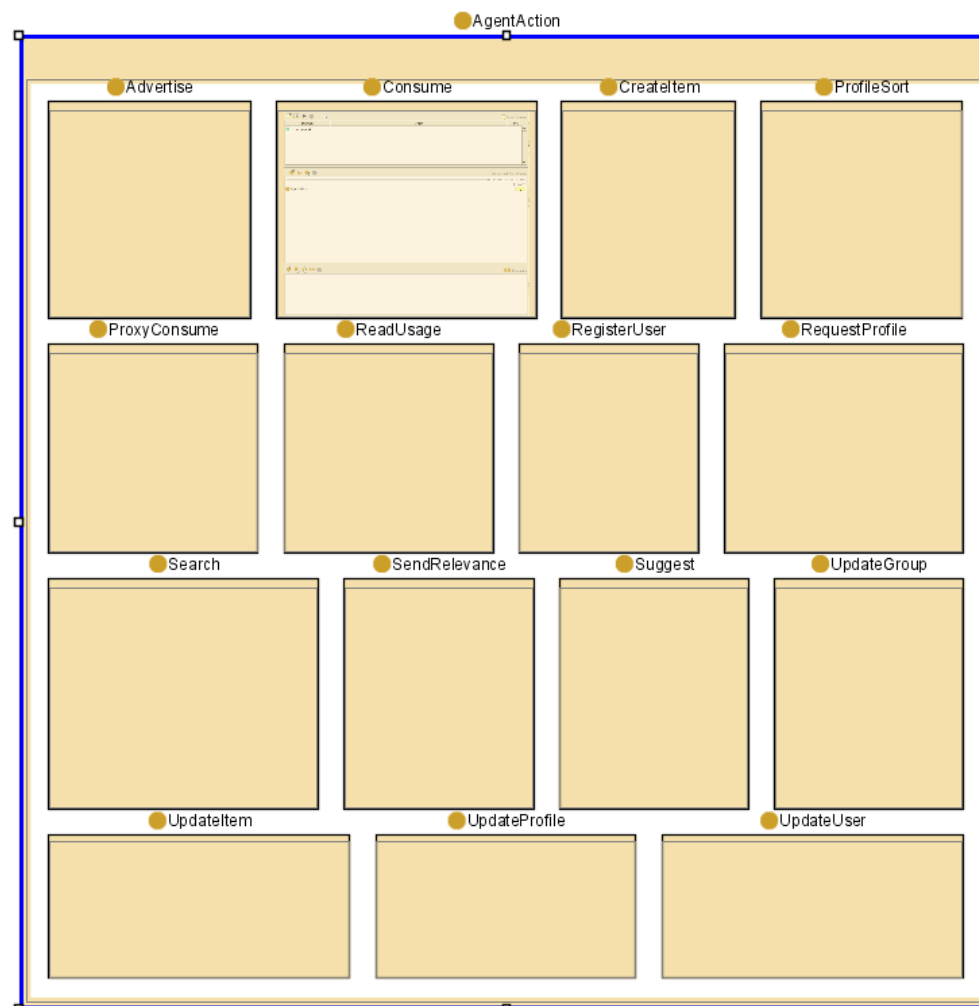 AgentAction
Advertise Consume CreateItem ProfileSort
ProxyConsume ReadUsage RegisterUser RequestProfile
Search SendRelevance Suggest UpdateGroup
UpdateItem UpdateProfile UpdateUser